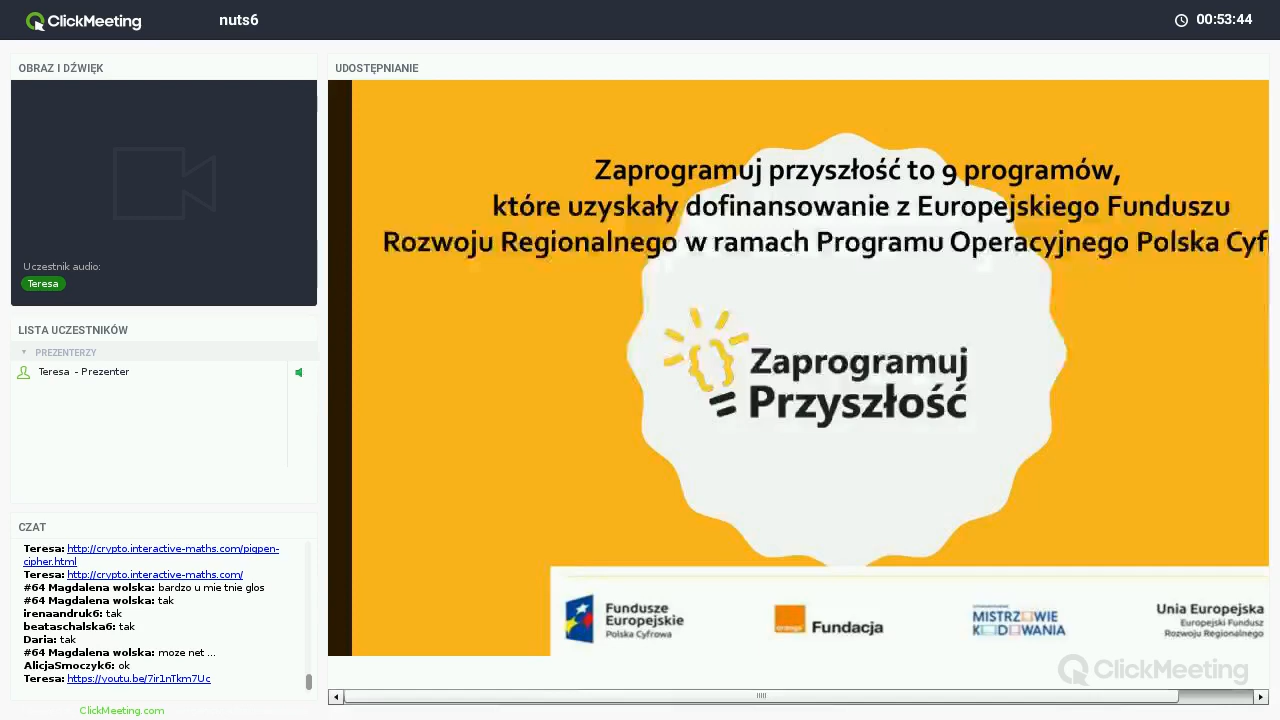 ClickMeeting
nuts6
00:53:44
OBRAZ I DŹWIĘK
Uczestnik audio:
Teresa
LISTA UCZESTNIKÓW
PREZENTERZY
Teresa - Prezenter
CZAT
Teresa: http://crypto.interactive-maths.com/pigpen-
cipher.html
Teresa: http://crypto.interactive-maths.com/
#64 Magdalena wolska: bardzo u mie tnie glos
#64 Magdalena wolska: tak
irenaandruk6: tak
beataschalska6: tak
Daria: tak
#64 Magdalena wolska: moze net ...
AlicjaSmoczyk6: ok
Teresa: https://youtu.be/7ir1nTkm7Uc
ClickMeeting.com
UDOSTĘPNIANIE
Zaprogramuj przyszłość to 9 programów,
które uzyskały dofinansowanie z Europejskiego Funduszu
Rozwoju Regionalnego w ramach Programu Operacyjnego Polska Cyf
Zaprogramuj
Przyszłość
Fundusze
Europejskie
Polska Cyfrowa
orange
Fundacja
MISTRZOWIE
KODOWANIA
Unia Europejska
Europejski Fundusz
Rozwoju Regionalnego
ClickMeeting